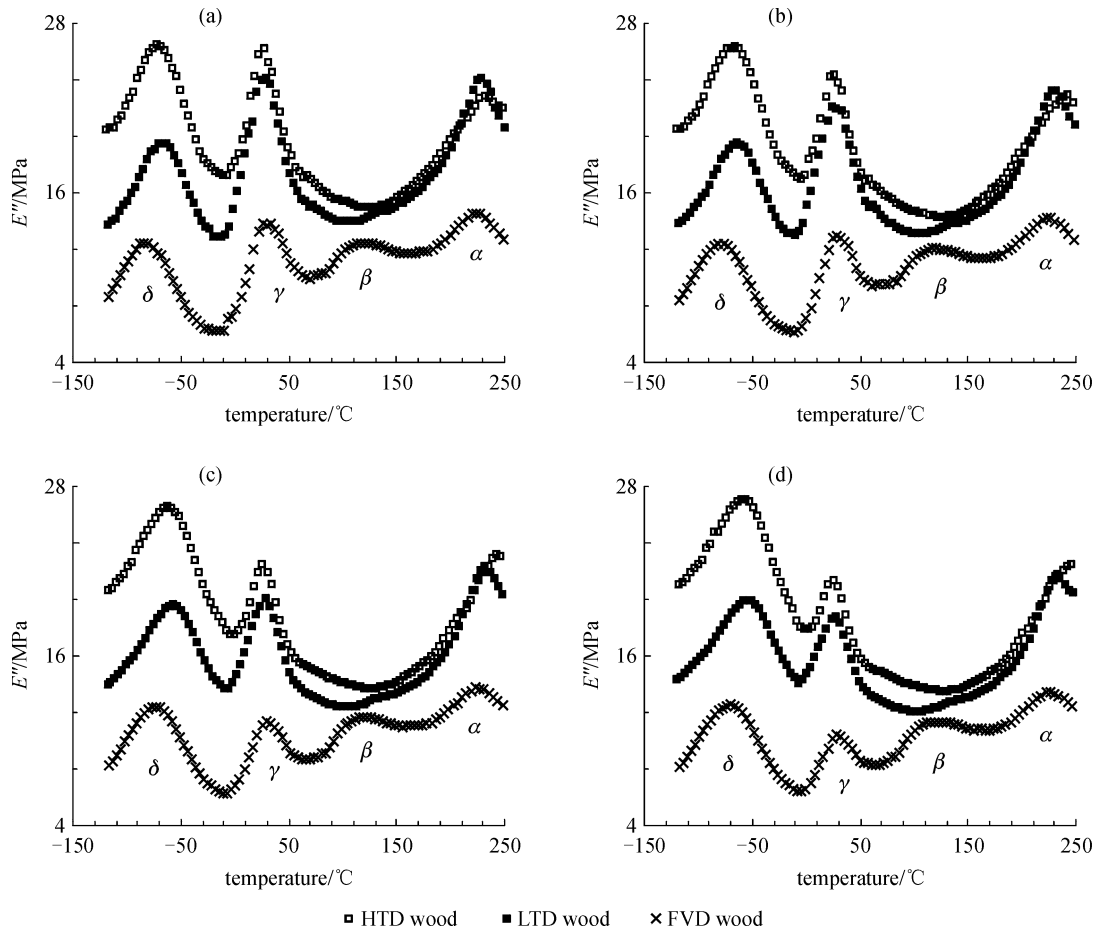 (a)
28
16
4
E″/MPa
δ
γ
β
α
−150
−50
50
150
250
temperature/℃
(b)
28
16
4
E″/MPa
δ
γ
β
α
−150
−50
50
150
250
temperature/℃
(c)
28
16
4
E″/MPa
δ
γ
β
α
−150
−50
50
150
250
temperature/℃
(d)
28
16
4
E″/MPa
δ
γ
β
α
−150
−50
50
150
250
temperature/℃
HTD wood LTD wood FVD wood